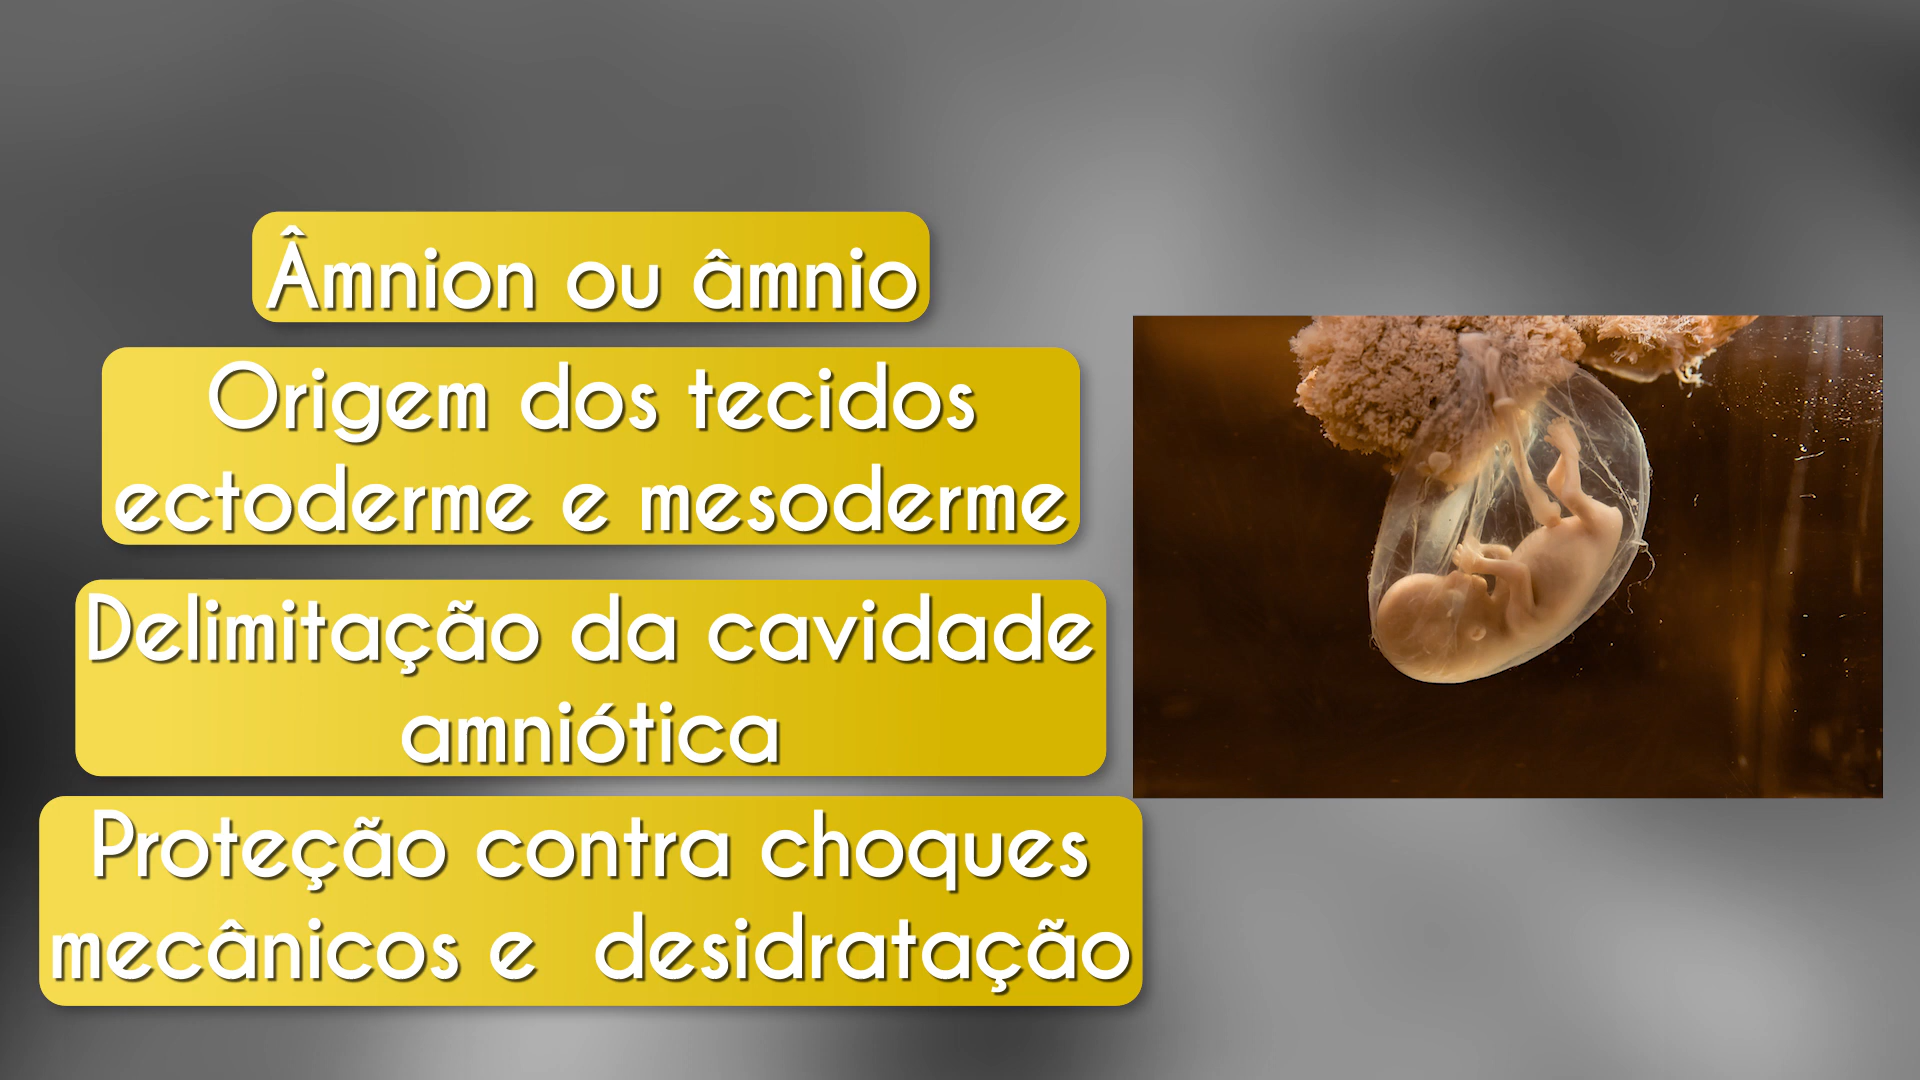 Âmnion ou âmnio
Origem dos tecidos
ectoderme e mesoderme
Delimitação da cavidade
amniótica
Proteção contra choques
mecânicos e  desidratação